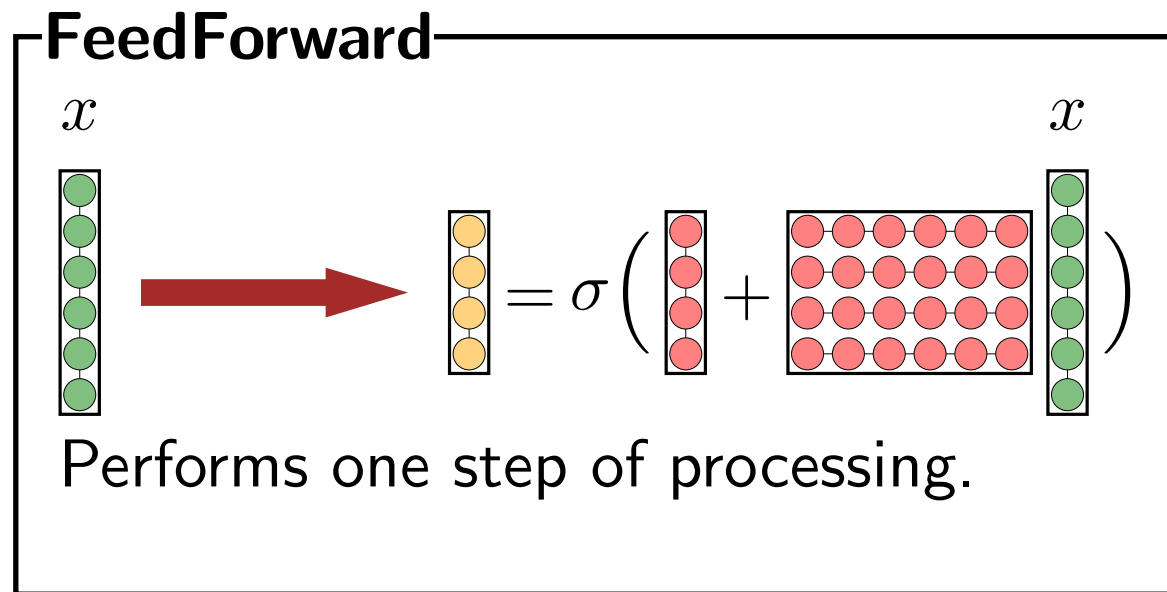 FeedForward
x x
= σ ( + )
Performs one step of processing.